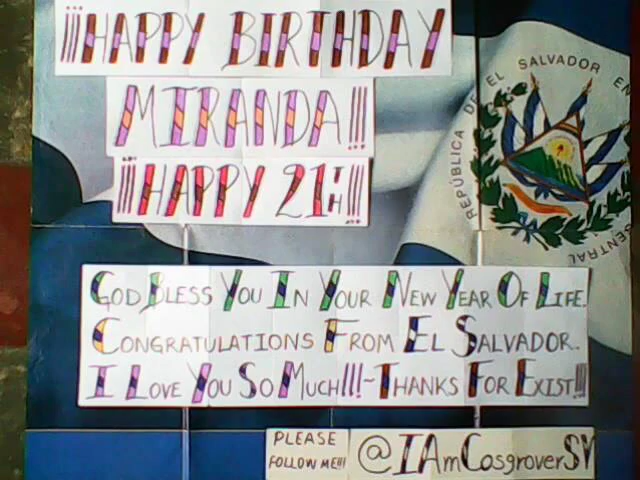 ¡¡¡HAPPY BIRTHDAY
MIRANDA!!!
¡¡¡HAPPY 21TH!!!
REPÚBLICA DE EL SALVADOR EN
CENTRAL
GOD BLESS YOU IN YOUR NEW YEAR OF LIFE.
CONGRATULATIONS FROM EL SALVADOR.
I LOVE YOU SO MUCH!!!~THANKS FOR EXIST!!!
PLEASE
FOLLOW ME!!!
@IAmCosgroverSV